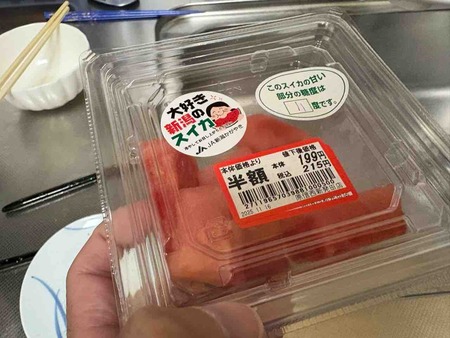 大好き
新潟の
スイカ
JA新潟かがやき
このスイカの甘い
部分の糖度は
度です。
本体価格より
半額
値下後価格
本体 199円
税込 215円
2025.11.16